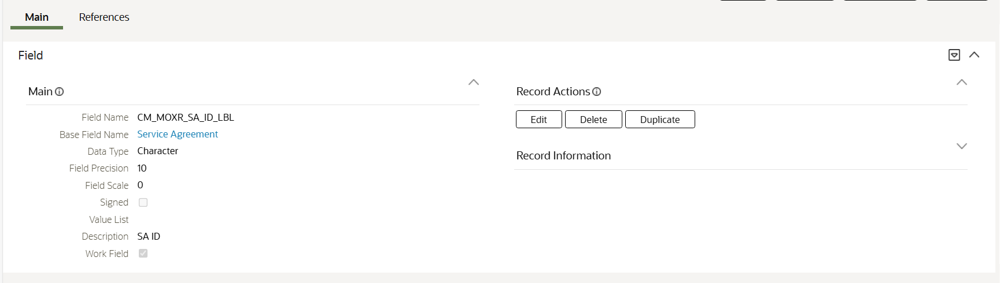 Main References
Field
Main
Field Name CM_MOXR_SA_ID_LBL
Base Field Name Service Agreement
Data Type Character
Field Precision 10
Field Scale 0
Signed
Value List
Description SA ID
Work Field
Record Actions
Edit Delete Duplicate
Record Information